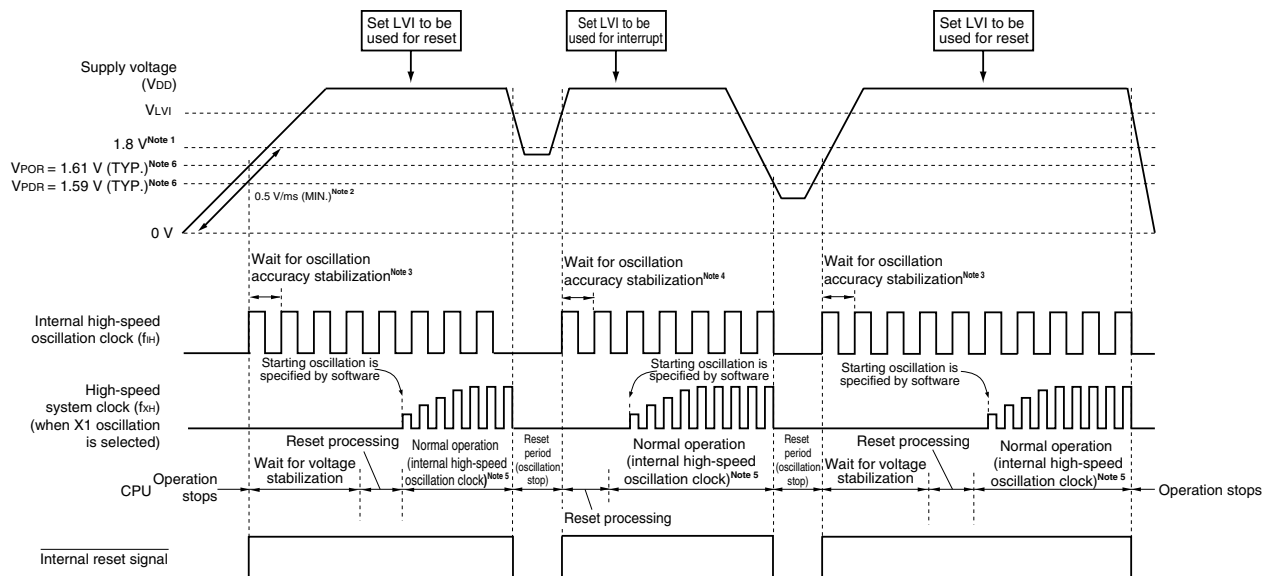 Set LVI to be
used for reset
Set LVI to be
used for interrupt
Set LVI to be
used for reset
Supply voltage
(VDD)
VLVI
1.8 V Note 1
VPOR = 1.61 V (TYP.) Note 6
VPDR = 1.59 V (TYP.) Note 6
0.5 V/ms (MIN.) Note 2
0 V
Wait for oscillation
accuracy stabilization Note 3
Wait for oscillation
accuracy stabilization Note 4
Wait for oscillation
accuracy stabilization Note 3
Internal high-speed
oscillation clock (fIH)
Starting oscillation is
specified by software
Starting oscillation is
specified by software
Starting oscillation is
specified by software
High-speed
system clock (fXH)
(when X1 oscillation
is selected)
Reset processing
Wait for voltage
stabilization
Normal operation
(internal high-speed
oscillation clock) Note 5
Reset
period
(oscillation
stop)
Normal operation
(internal high-speed
oscillation clock) Note 5
Reset
period
(oscillation
stop)
Reset processing
Wait for voltage
stabilization
Normal operation
(internal high-speed
oscillation clock) Note 5
CPU
Operation
stops
Operation stops
Reset processing
Internal reset signal